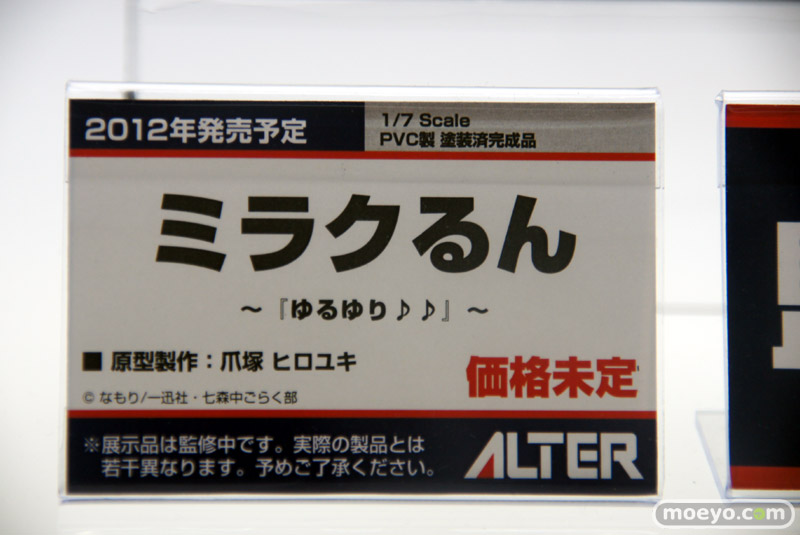 2012年発売予定
1/7 Scale
PVC製 塗装済完成品
ミラクるん
～『ゆるゆり♪♪』～
■ 原型製作：爪塚 ヒロユキ
価格未定
© なもり/一迅社・七森中ごらく部
※展示品は監修中です。実際の製品とは
若干異なります。予めご了承ください。
ALTER
moeyo.com